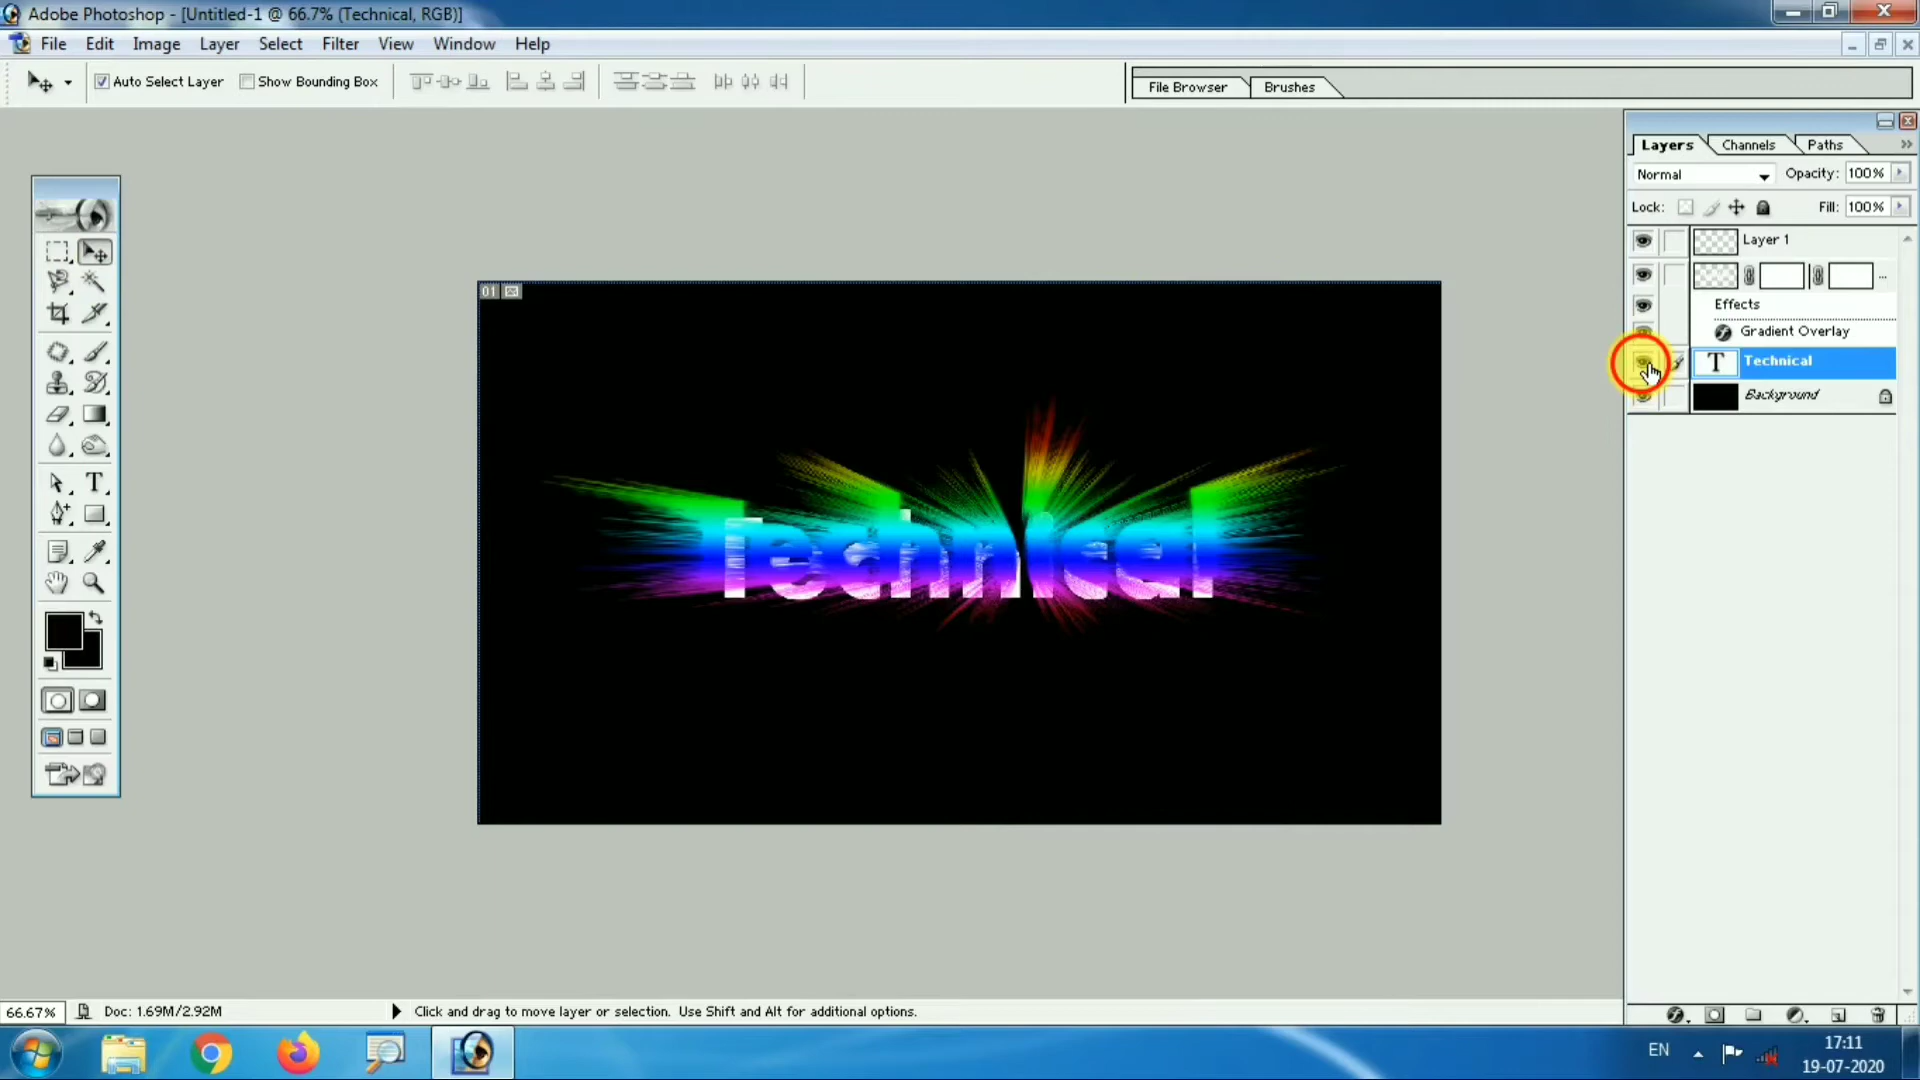 Adobe Photoshop - [Untitled-1 @ 66.7% (Technical, RGB)]
File Edit Image Layer Select Filter View Window Help
Auto Select Layer Show Bounding Box
File Browser Brushes
Layers Channels Paths
Normal Opacity: 100%
Lock: Fill: 100%
Layer 1
...
Effects
Gradient Overlay
T Technical
Background
01
Technical
T
66.67% Doc: 1.69M/2.92M Click and drag to move layer or selection. Use Shift and Alt for additional options.
EN
17:11
19-07-2020